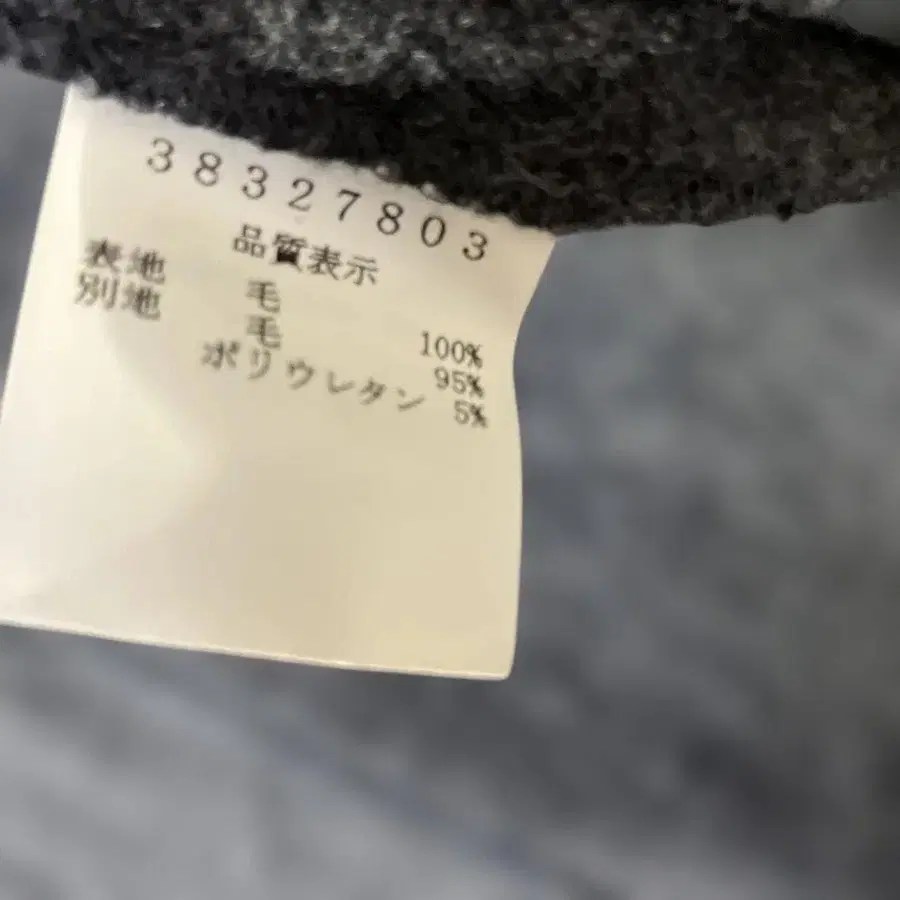 38327803
品質表示
表地 毛 100%
別地 毛 95%
ポリウレタン 5%